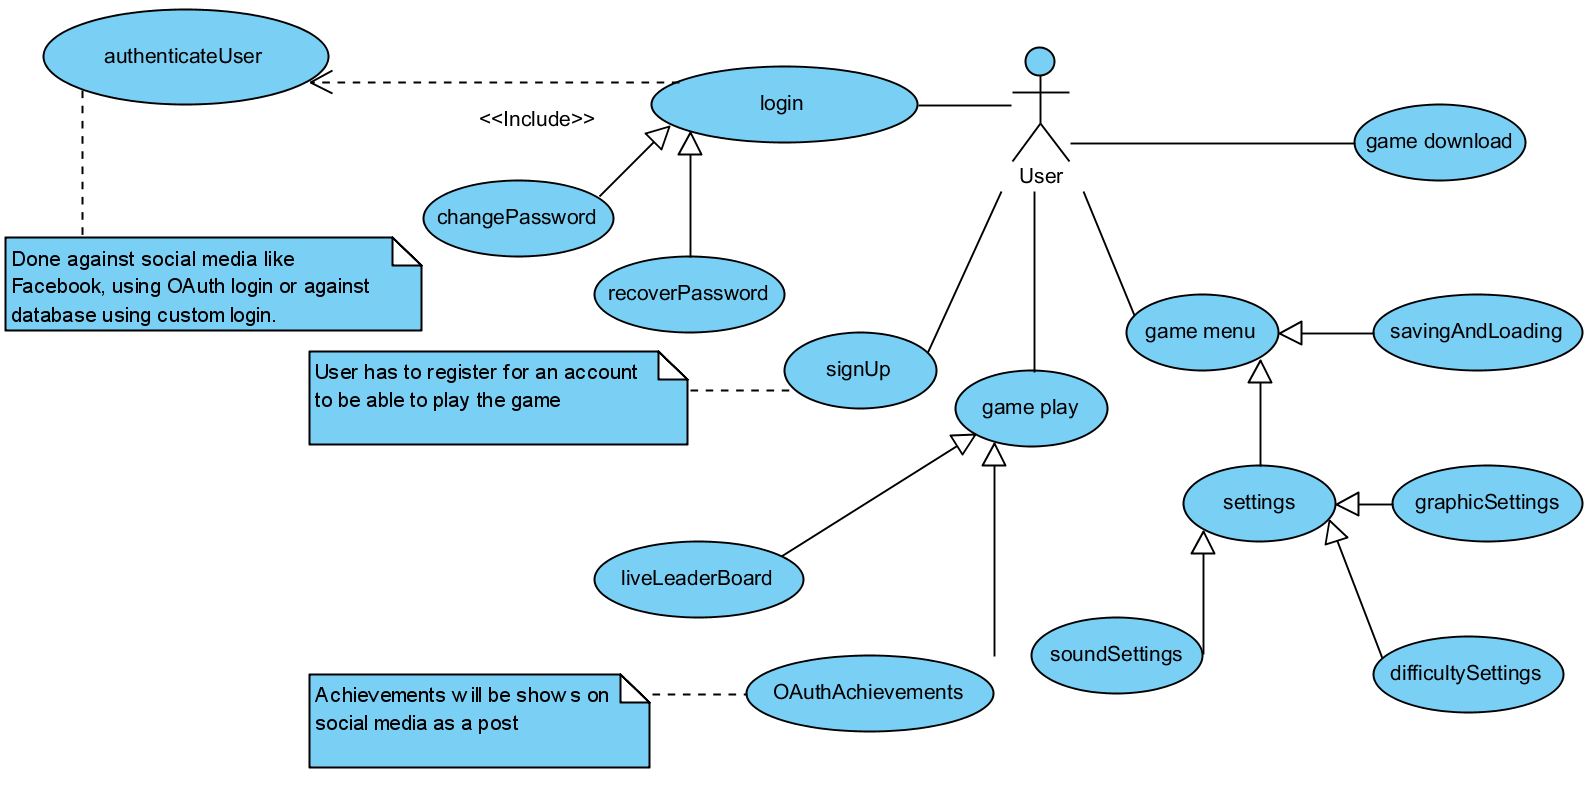 authenticateUser
login
<<Include>>
game download
User
changePassword
Done against social media like
Facebook, using OAuth login or against
database using custom login.
recoverPassword
game menu
savingAndLoading
signUp
User has to register for an account
to be able to play the game
game play
settings
graphicSettings
liveLeaderBoard
soundSettings
difficultySettings
OAuthAchievements
Achievements will be shows on
social media as a post